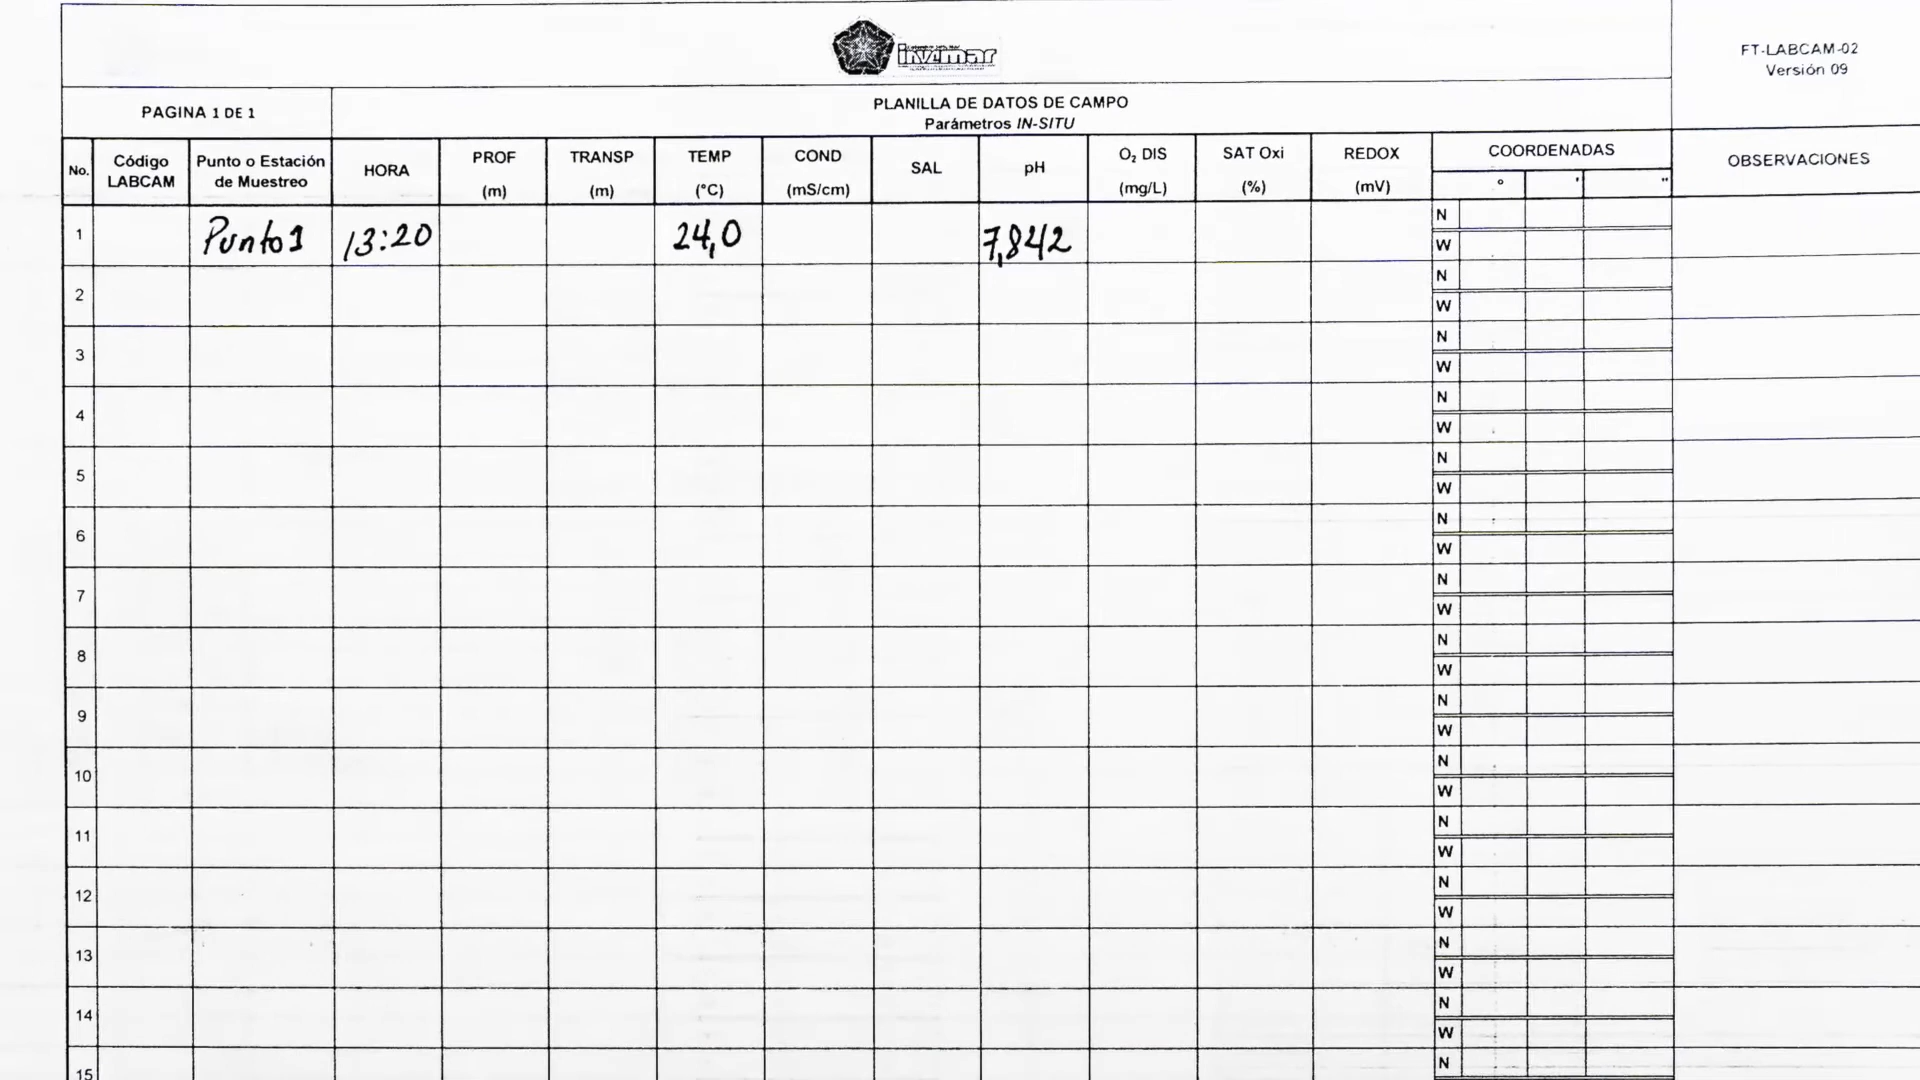 invemar
FT-LABCAM-02
Versión 09
PAGINA 1 DE 1
PLANILLA DE DATOS DE CAMPO
Parámetros IN-SITU
No. Código LABCAM Punto o Estación de Muestreo HORA PROF (m) TRANSP (m) TEMP (°C) COND (mS/cm) SAL pH O₂ DIS (mg/L) SAT Oxi (%) REDOX (mV) COORDENADAS ° ' " OBSERVACIONES
1 Punto 1 13:20 24,0 7,842 N
W
2 N
W
3 N
W
4 N
W
5 N
W
6 N
W
7 N
W
8 N
W
9 N
W
10 N
W
11 N
W
12 N
W
13 N
W
14 N
W
15 N